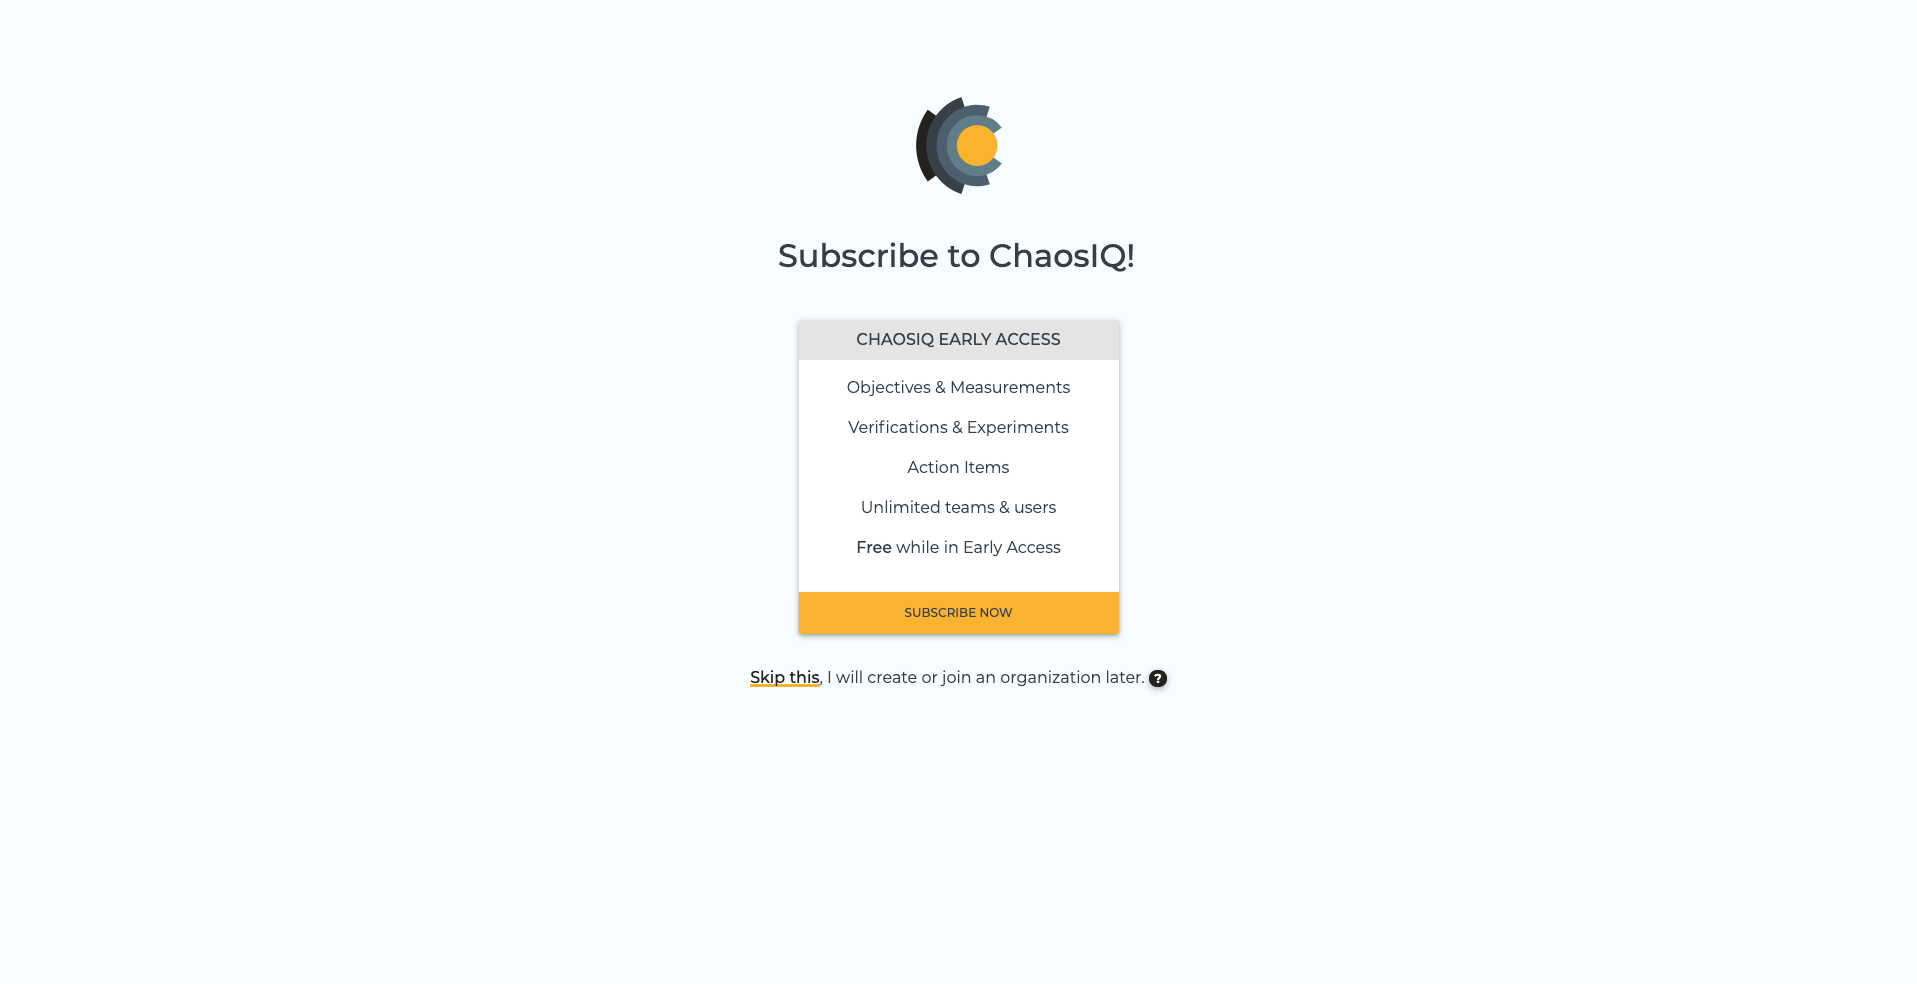 Subscribe to ChaosIQ!
CHAOSIQ EARLY ACCESS
Objectives & Measurements
Verifications & Experiments
Action Items
Unlimited teams & users
Free while in Early Access
SUBSCRIBE NOW
Skip this, I will create or join an organization later. ?